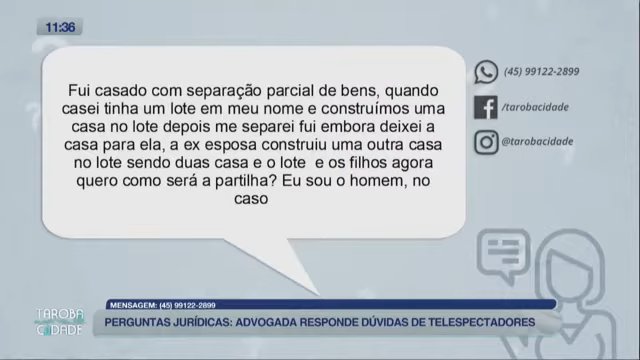 11:36
Fui casado com separação parcial de bens, quando
casei tinha um lote em meu nome e construímos uma
casa no lote depois me separei fui embora deixei a
casa para ela, a ex esposa construiu uma outra casa
no lote sendo duas casa e o lote e os filhos agora
quero como será a partilha? Eu sou o homem, no
caso
(45) 99122-2899
/tarobacidade
@tarobacidade
MENSAGEM: (45) 99122-2899
PERGUNTAS JURÍDICAS: ADVOGADA RESPONDE DÚVIDAS DE TELESPECTADORES
TAROBÁ
CIDADE